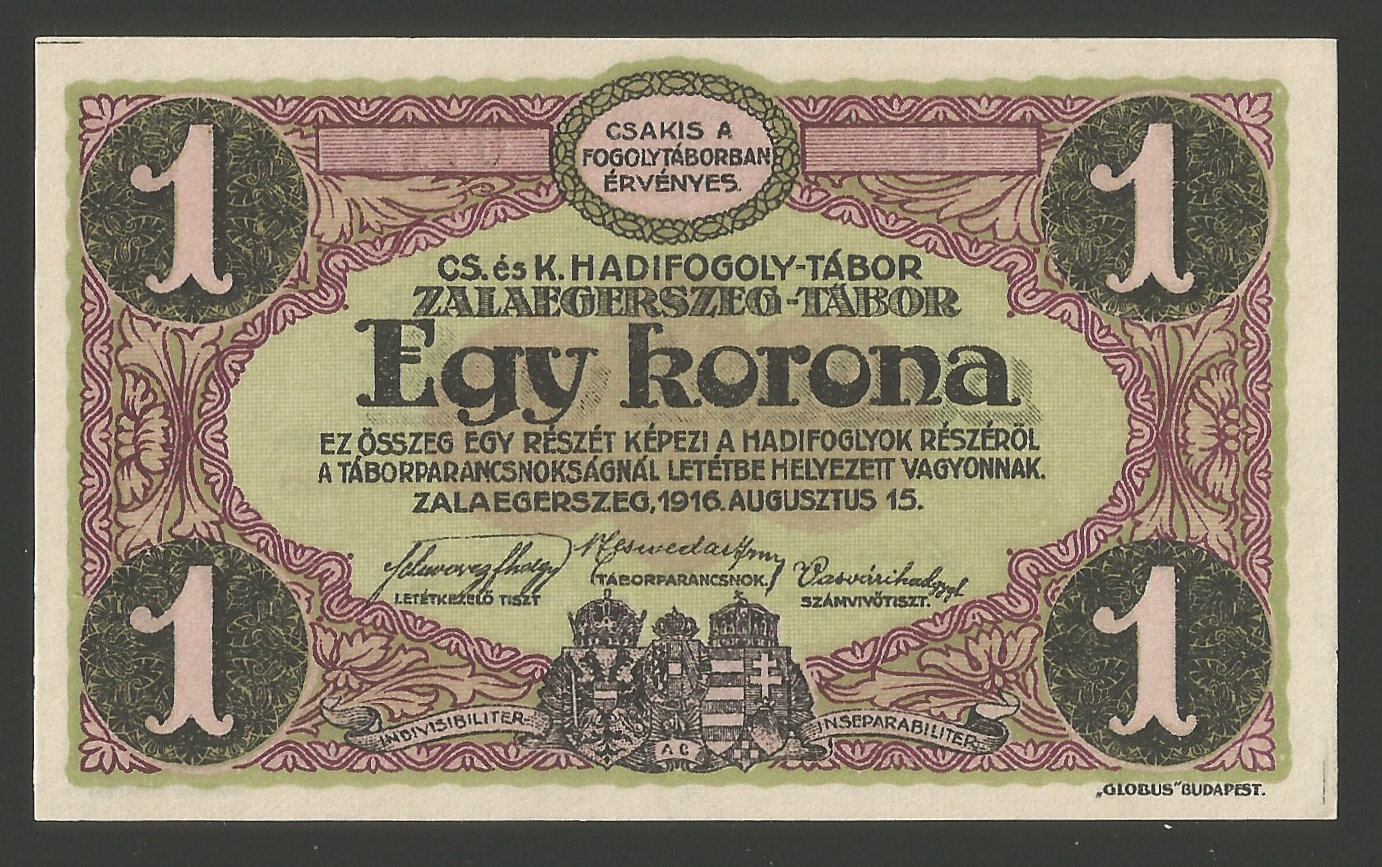 1
1
CSAKIS A
FOGOLYTÁBORBAN
ÉRVÉNYES.
CS. és K. HADIFOGOLY-TÁBOR
ZALAEGERSZEG-TÁBOR
Egy korona
EZ ÖSSZEG EGY RÉSZÉT KÉPEZI A HADIFOGLYOK RÉSZÉRŐL
A TÁBORPARANCSNOKSÁGNÁL LETÉTBE HELYEZETT VAGYONNAK.
ZALAEGERSZEG, 1916. AUGUSZTUS 15.
LETÉTKEZELŐ TISZT
TÁBORPARANCSNOK.
SZÁMVIVŐTISZT.
1
1
INDIVISIBILITER-
AC
INSEPARABILITER-
„GLOBUS" BUDAPEST.